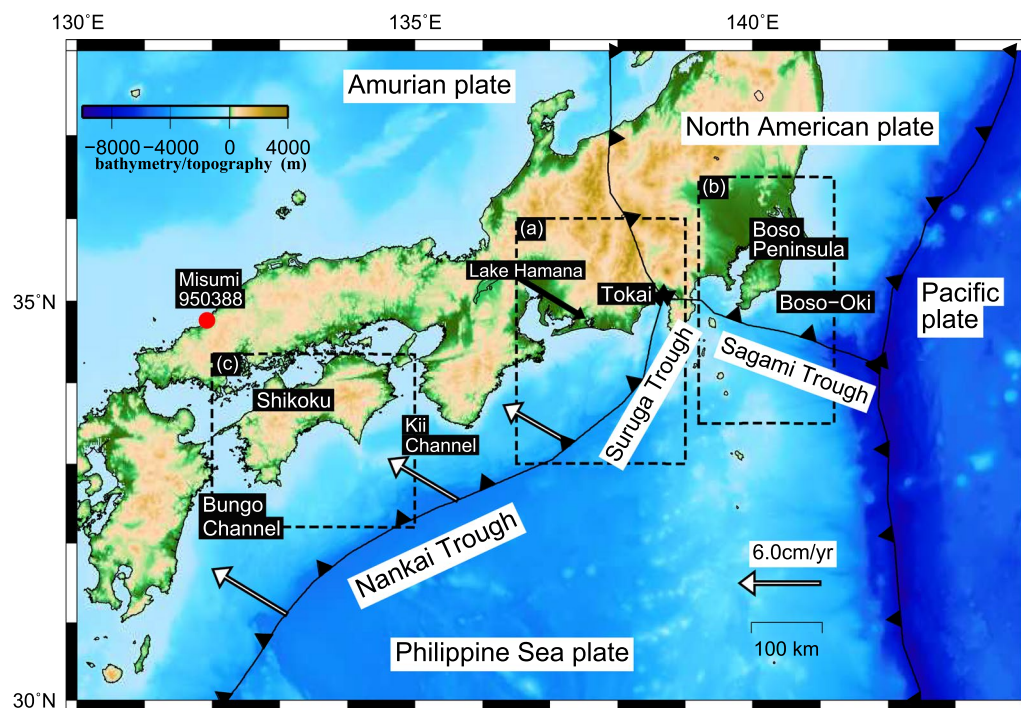 130°E
135°E
140°E
Amurian plate
North American plate
−8000 −4000 0 4000
bathymetry/topography (m)
(b)
(a)
Boso
Peninsula
Lake Hamana
Misumi
950388
35°N
Tokai
Boso−Oki
Pacific
plate
Sagami Trough
Suruga Trough
(c)
Shikoku
Kii
Channel
Bungo
Channel
Nankai Trough
6.0cm/yr
100 km
Philippine Sea plate
30°N